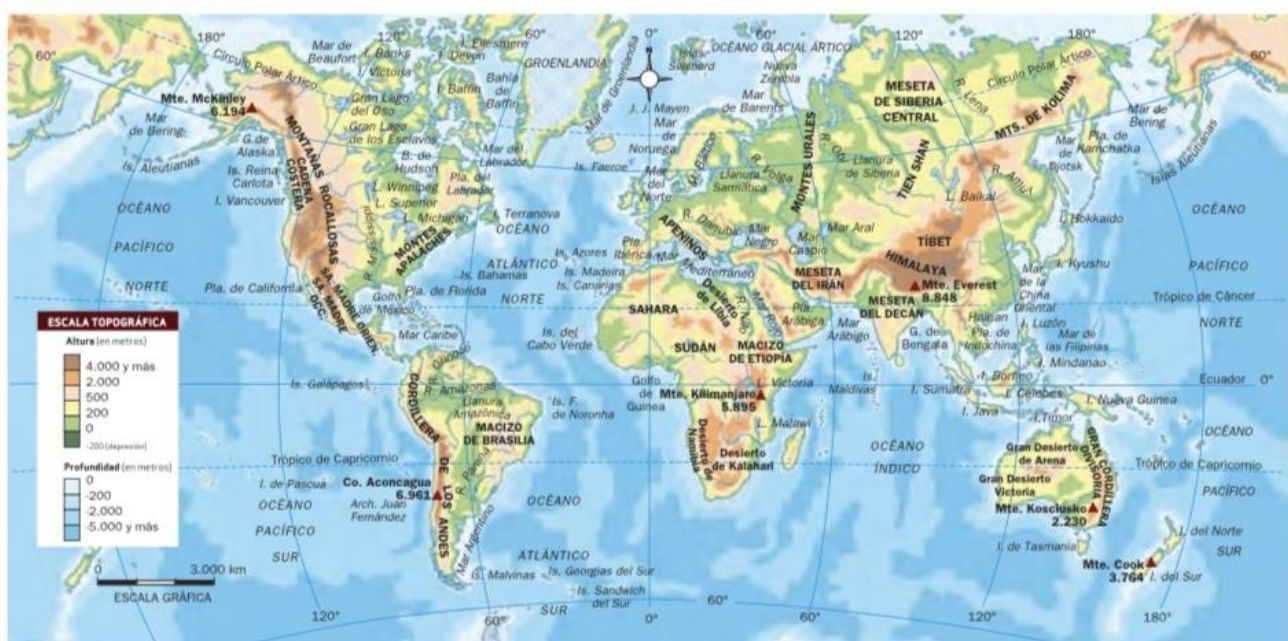 180°
120°
60°
0°
60°
120°
180°
60°
60°
Mar de Beaufort
I. Banks
I. Victoria
I. Ellesmere
I. Devon
I. Baffin
Bahía de Baffin
GROENLANDIA
Mar de Groenlandia
N
Islas Svalbard
OCÉANO GLACIAL ÁRTICO
Nueva Zembla
Mar de Barents
MESETA DE SIBERIA CENTRAL
R. Lena
Círculo Polar Ártico
MTS. DE KOLIMA
Mar de Bering
Círculo Polar Ártico
Mte. McKinley
6.194
Mar de Bering
Is. Aleutianas
G. de Alaska
Is. Reina Carlota
I. Vancouver
MONTAÑAS ROCALLOSAS
CADENA COSTERA
Gran Lago del Oso
Gran Lago de los Esclavos
B. de Hudson
Mar del Labrador
Pla. del Labrador
L. Winnipeg
L. Superior
L. Michigan
I. Terranova
R. Mississippi
MONTES APALACHES
J. J. Mayen
Mar de Noruega
Is. Faeroe
Mar del Norte
M. Báltico
Llanura Sarmática
R. Volga
MONTES URALES
R. Ob
Llanura de Siberia
TIEN SHAN
L. Baikal
R. Amur
Mar de Ojotsk
Pla. de Kamchatka
Islas Aleutianas
I. Hokkaido
OCÉANO
PACÍFICO
NORTE
OCÉANO
ATLÁNTICO
NORTE
Is. Azores
Is. Madeira
Is. Canarias
Pla. Ibérica
APENINOS
R. Danubio
Mar Negro
Mar Caspio
Mar Aral
Mar Mediterráneo
MESETA DEL IRÁN
TÍBET
HIMALAYA
Mte. Everest
8.848
MESETA DEL DECÁN
I. Kyushu
Mar de la China Oriental
OCÉANO
PACÍFICO
NORTE
Trópico de Cáncer
Pla. de California
SA. MADRE OCC.
SA. MADRE ORIEN.
Golfo de México
Pla. de Florida
Is. Bahamas
Mar Caribe
Is. del Cabo Verde
SAHARA
Desierto de Libia
R. Nilo
Mar Rojo
Pla. Arábiga
Mar Arábigo
SUDÁN
MACIZO DE ETIOPÍA
G. de Bengala
Hainan
Pla. de Indochina
I. Luzón
Mar de las Filipinas
I. Mindanao
ESCALA TOPOGRÁFICA
Altura (en metros)
4.000 y más
2.000
500
200
0
-200 (depresión)
Profundidad (en metros)
0
-200
-2.000
-5.000 y más
0
3.000 km
ESCALA GRÁFICA
Is. Galápagos
R. Orinoco
R. Amazonas
Llanura Amazónica
MACIZO DE BRASILIA
Is. F. de Noronha
Golfo de Guinea
L. Victoria
Mte. Kilimanjaro
5.895
L. Malawi
Is. Maldivas
I. Sumatra
I. Borneo
I. Célebes
I. Java
I. Timor
I. Nueva Guinea
Ecuador
0°
CORDILLERA DE LOS ANDES
Trópico de Capricornio
I. de Pascua
Co. Aconcagua
6.961
Arch. Juan Fernández
R. Paraná
Mar Argentino
Is. Malvinas
Is. Georgias del Sur
Is. Sandwich del Sur
OCÉANO
PACÍFICO
SUR
OCÉANO
ATLÁNTICO
SUR
Desierto de Namibia
Desierto de Kalahari
OCÉANO
ÍNDICO
Gran Desierto de Arena
Gran Desierto Victoria
GRAN CORDILLERA DIVISORIA
Mte. Kosciusko
2.230
I. de Tasmania
Mte. Cook
3.764
I. del Norte
I. del Sur
OCÉANO
Trópico de Capricornio
PACÍFICO
SUR
120°
60°
0°
60°
120°
180°